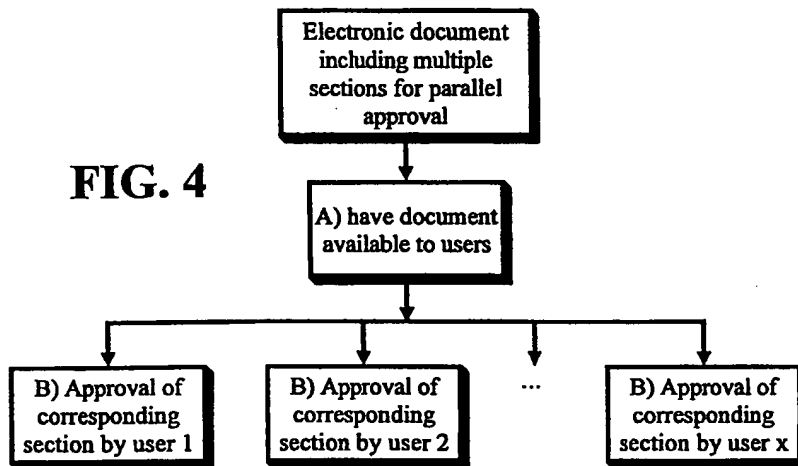 Electronic document
including multiple
sections for parallel
approval
FIG. 4
A) have document
available to users
B) Approval of
corresponding
section by user 1
B) Approval of
corresponding
section by user 2
...
B) Approval of
corresponding
section by user x